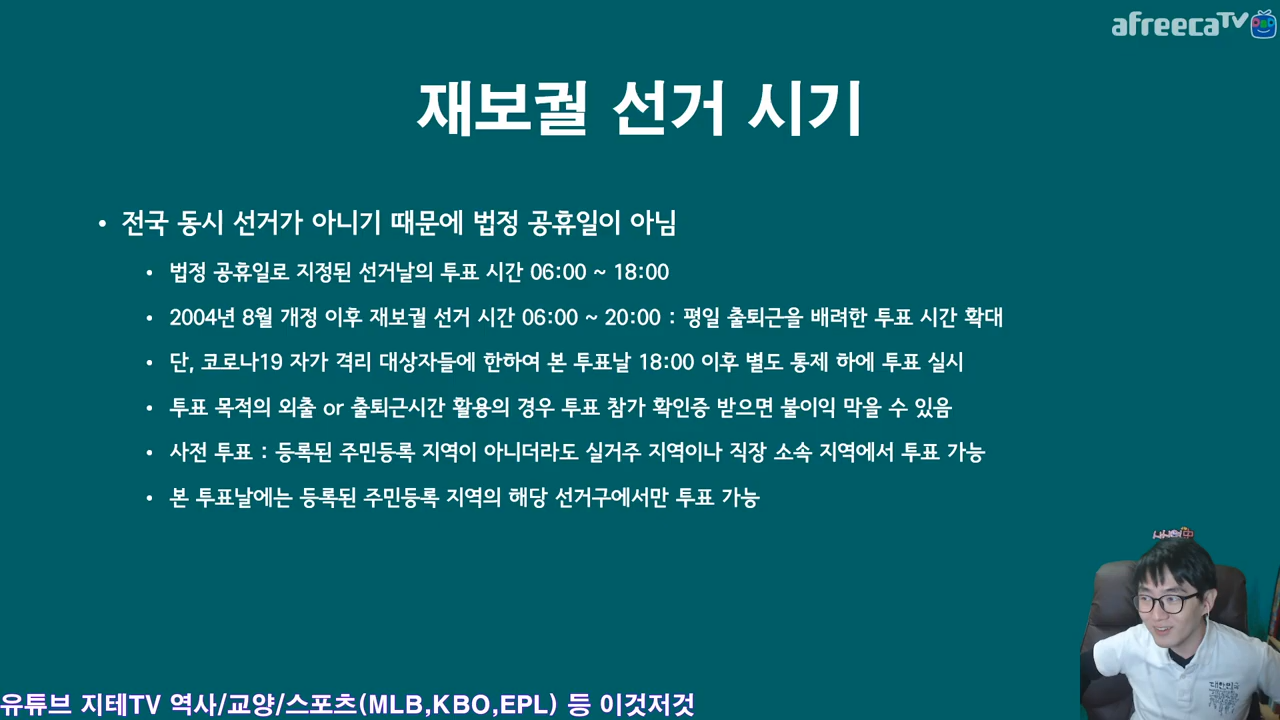 afreecaTV
재보궐 선거 시기
• 전국 동시 선거가 아니기 때문에 법정 공휴일이 아님
• 법정 공휴일로 지정된 선거날의 투표 시간 06:00 ~ 18:00
• 2004년 8월 개정 이후 재보궐 선거 시간 06:00 ~ 20:00 : 평일 출퇴근을 배려한 투표 시간 확대
• 단, 코로나19 자가 격리 대상자들에 한하여 본 투표날 18:00 이후 별도 통제 하에 투표 실시
• 투표 목적의 외출 or 출퇴근시간 활용의 경우 투표 참가 확인증 받으면 불이익 막을 수 있음
• 사전 투표 : 등록된 주민등록 지역이 아니더라도 실거주 지역이나 직장 소속 지역에서 투표 가능
• 본 투표날에는 등록된 주민등록 지역의 해당 선거구에서만 투표 가능
대한민국
유튜브 지테TV 역사/교양/스포츠(MLB,KBO,EPL) 등 이것저것